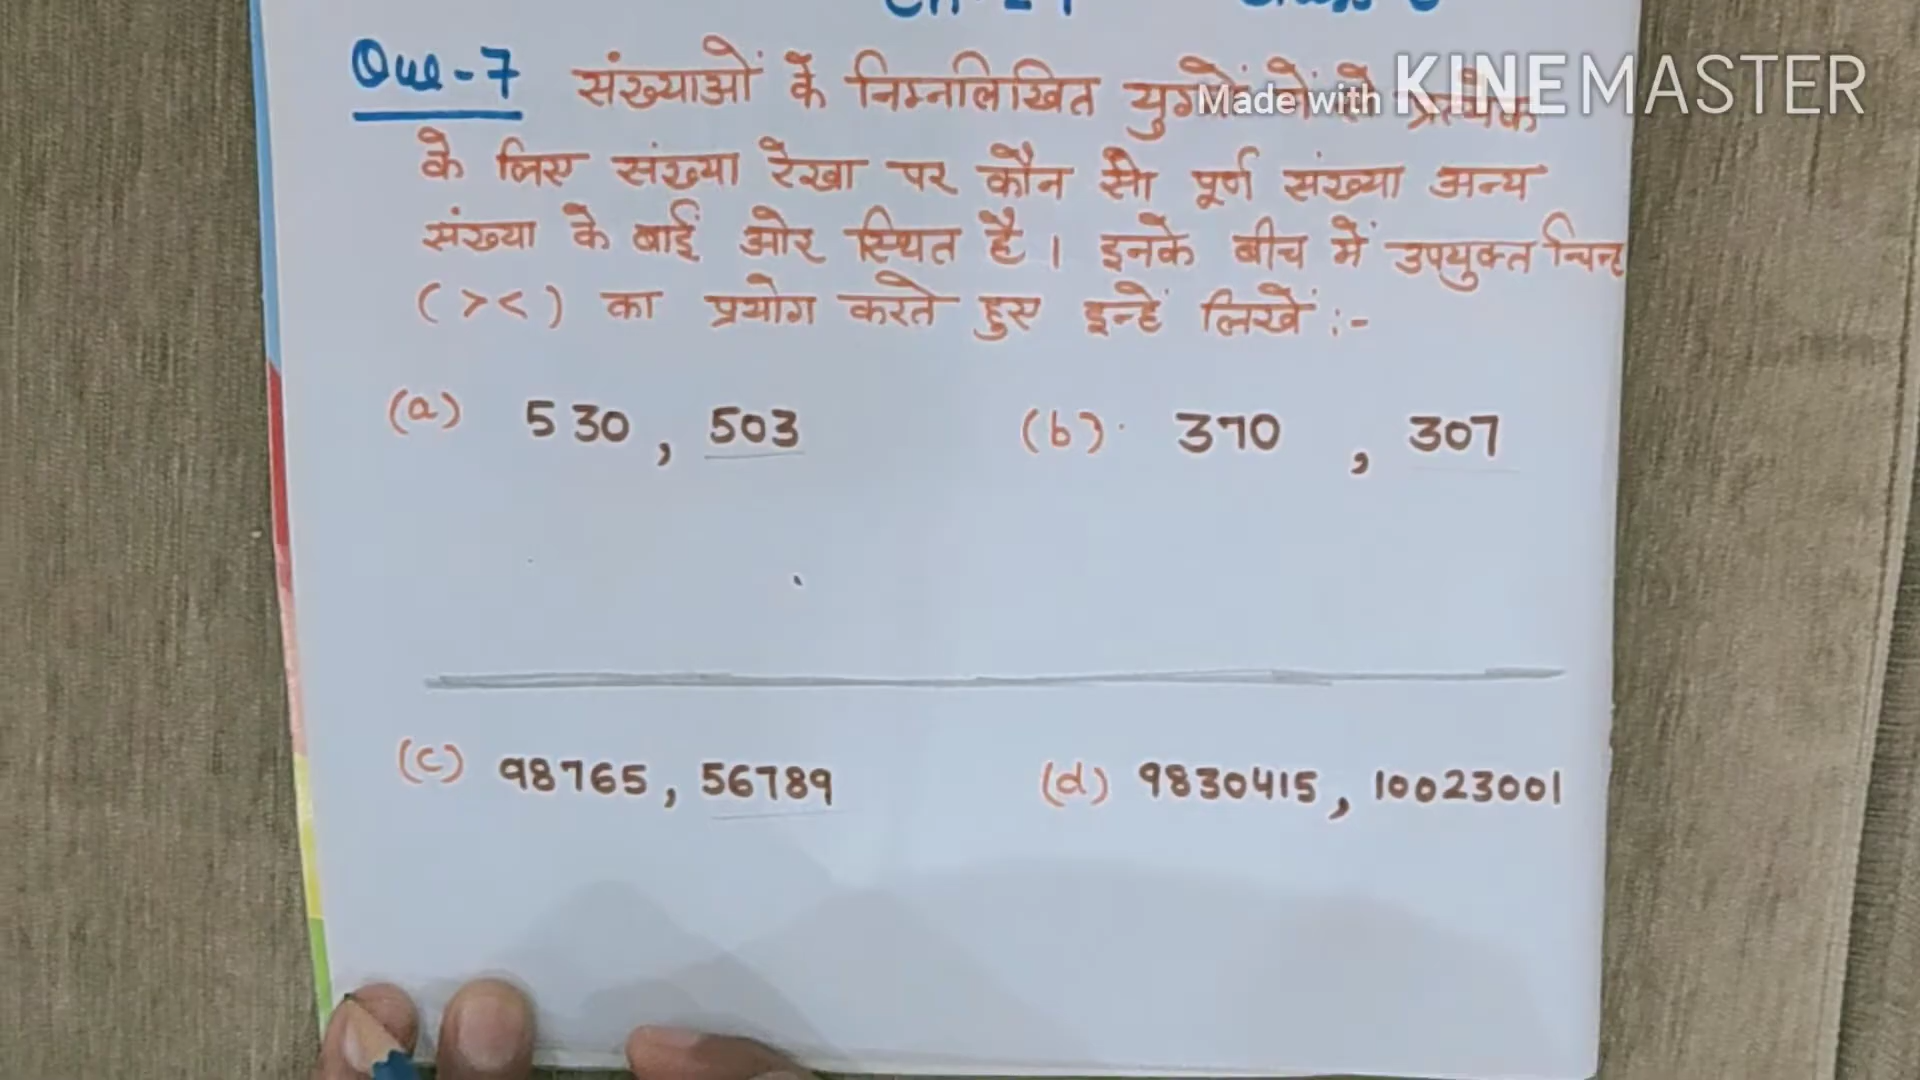 Que-7 संख्याओं के निम्नलिखित युग्मों में से प्रत्येक
Made with KINEMASTER
के लिए संख्या रेखा पर कौन सी पूर्ण संख्या अन्य
संख्या के बाईं ओर स्थित है। इनके बीच में उपयुक्त चिन्ह
(><) का प्रयोग करते हुए इन्हें लिखें :-
(a) 530, 503 (b) 370, 307
(c) 98765, 56789 (d) 9830415, 10023001